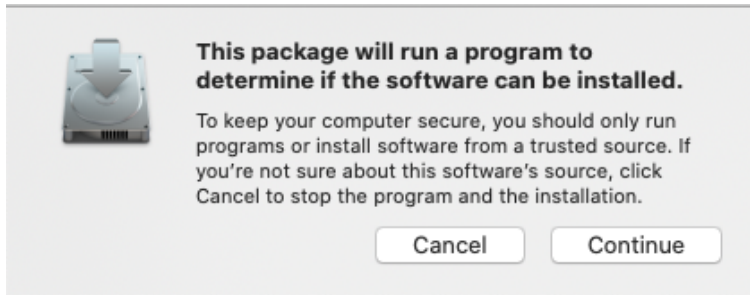 This package will run a program to
determine if the software can be installed.
To keep your computer secure, you should only run
programs or install software from a trusted source. If
you’re not sure about this software’s source, click
Cancel to stop the program and the installation.
Cancel
Continue